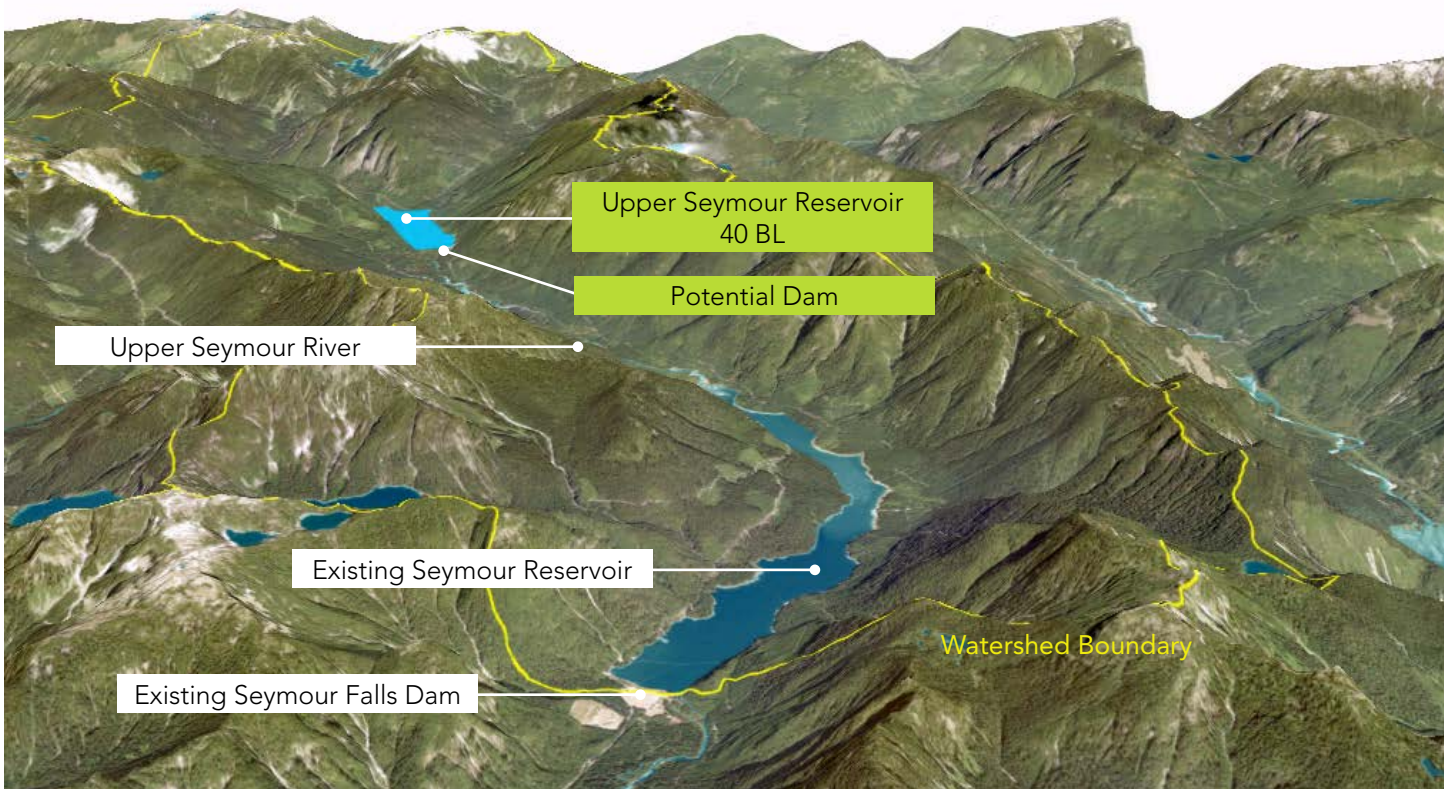 Upper Seymour Reservoir
40 BL
Potential Dam
Upper Seymour River
Existing Seymour Reservoir
Watershed Boundary
Existing Seymour Falls Dam